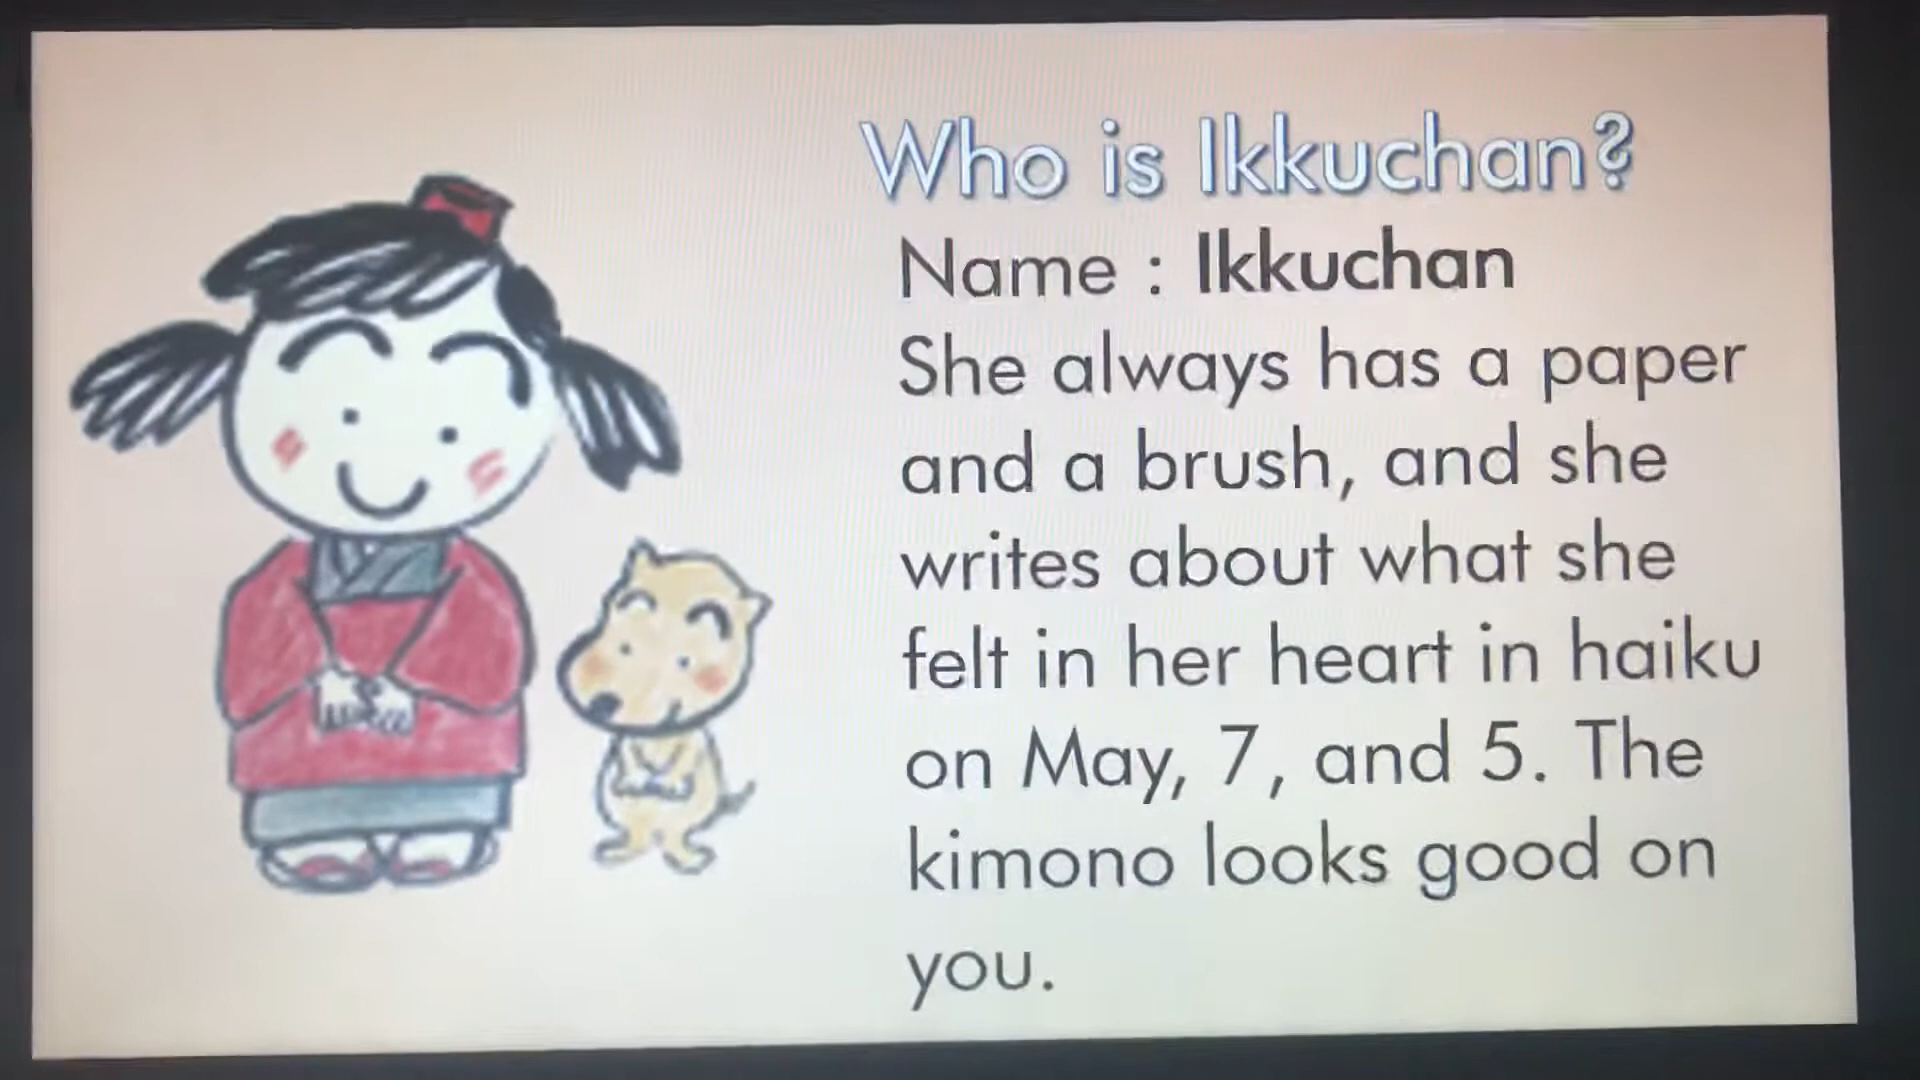 Who is Ikkuchan?
Name : Ikkuchan
She always has a paper
and a brush, and she
writes about what she
felt in her heart in haiku
on May, 7, and 5. The
kimono looks good on
you.